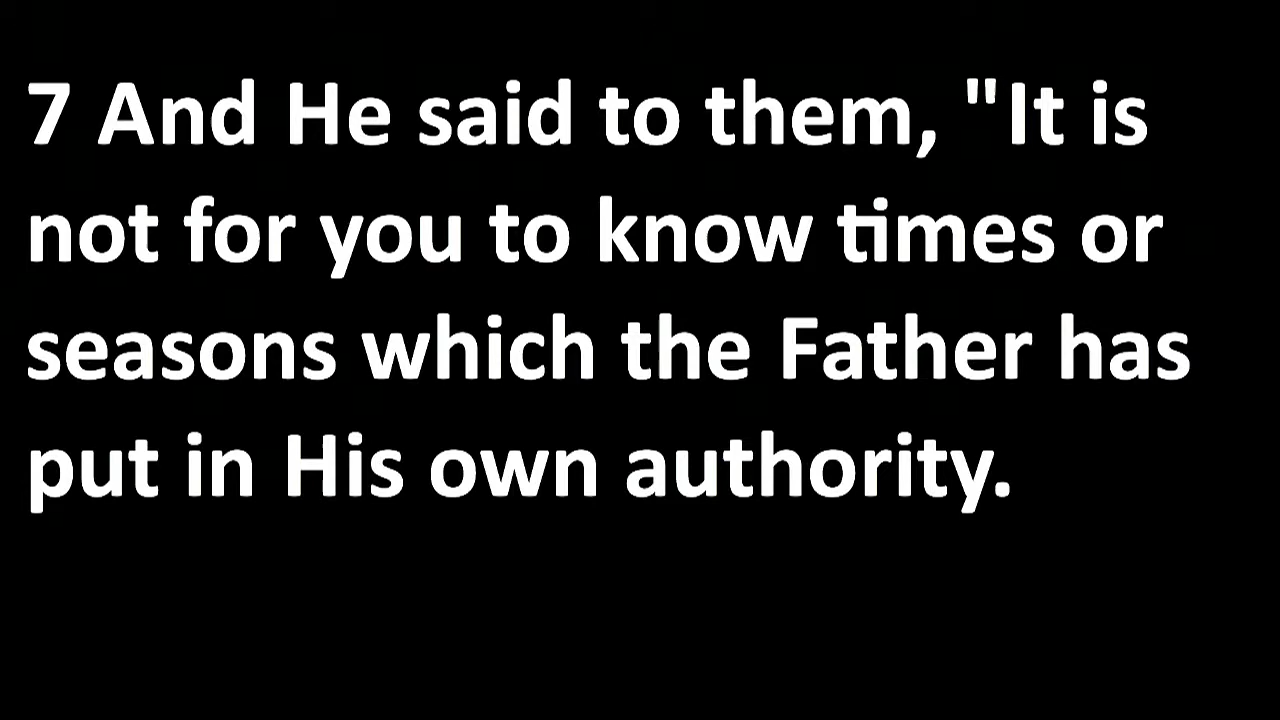 7 And He said to them, "It is
not for you to know times or
seasons which the Father has
put in His own authority.